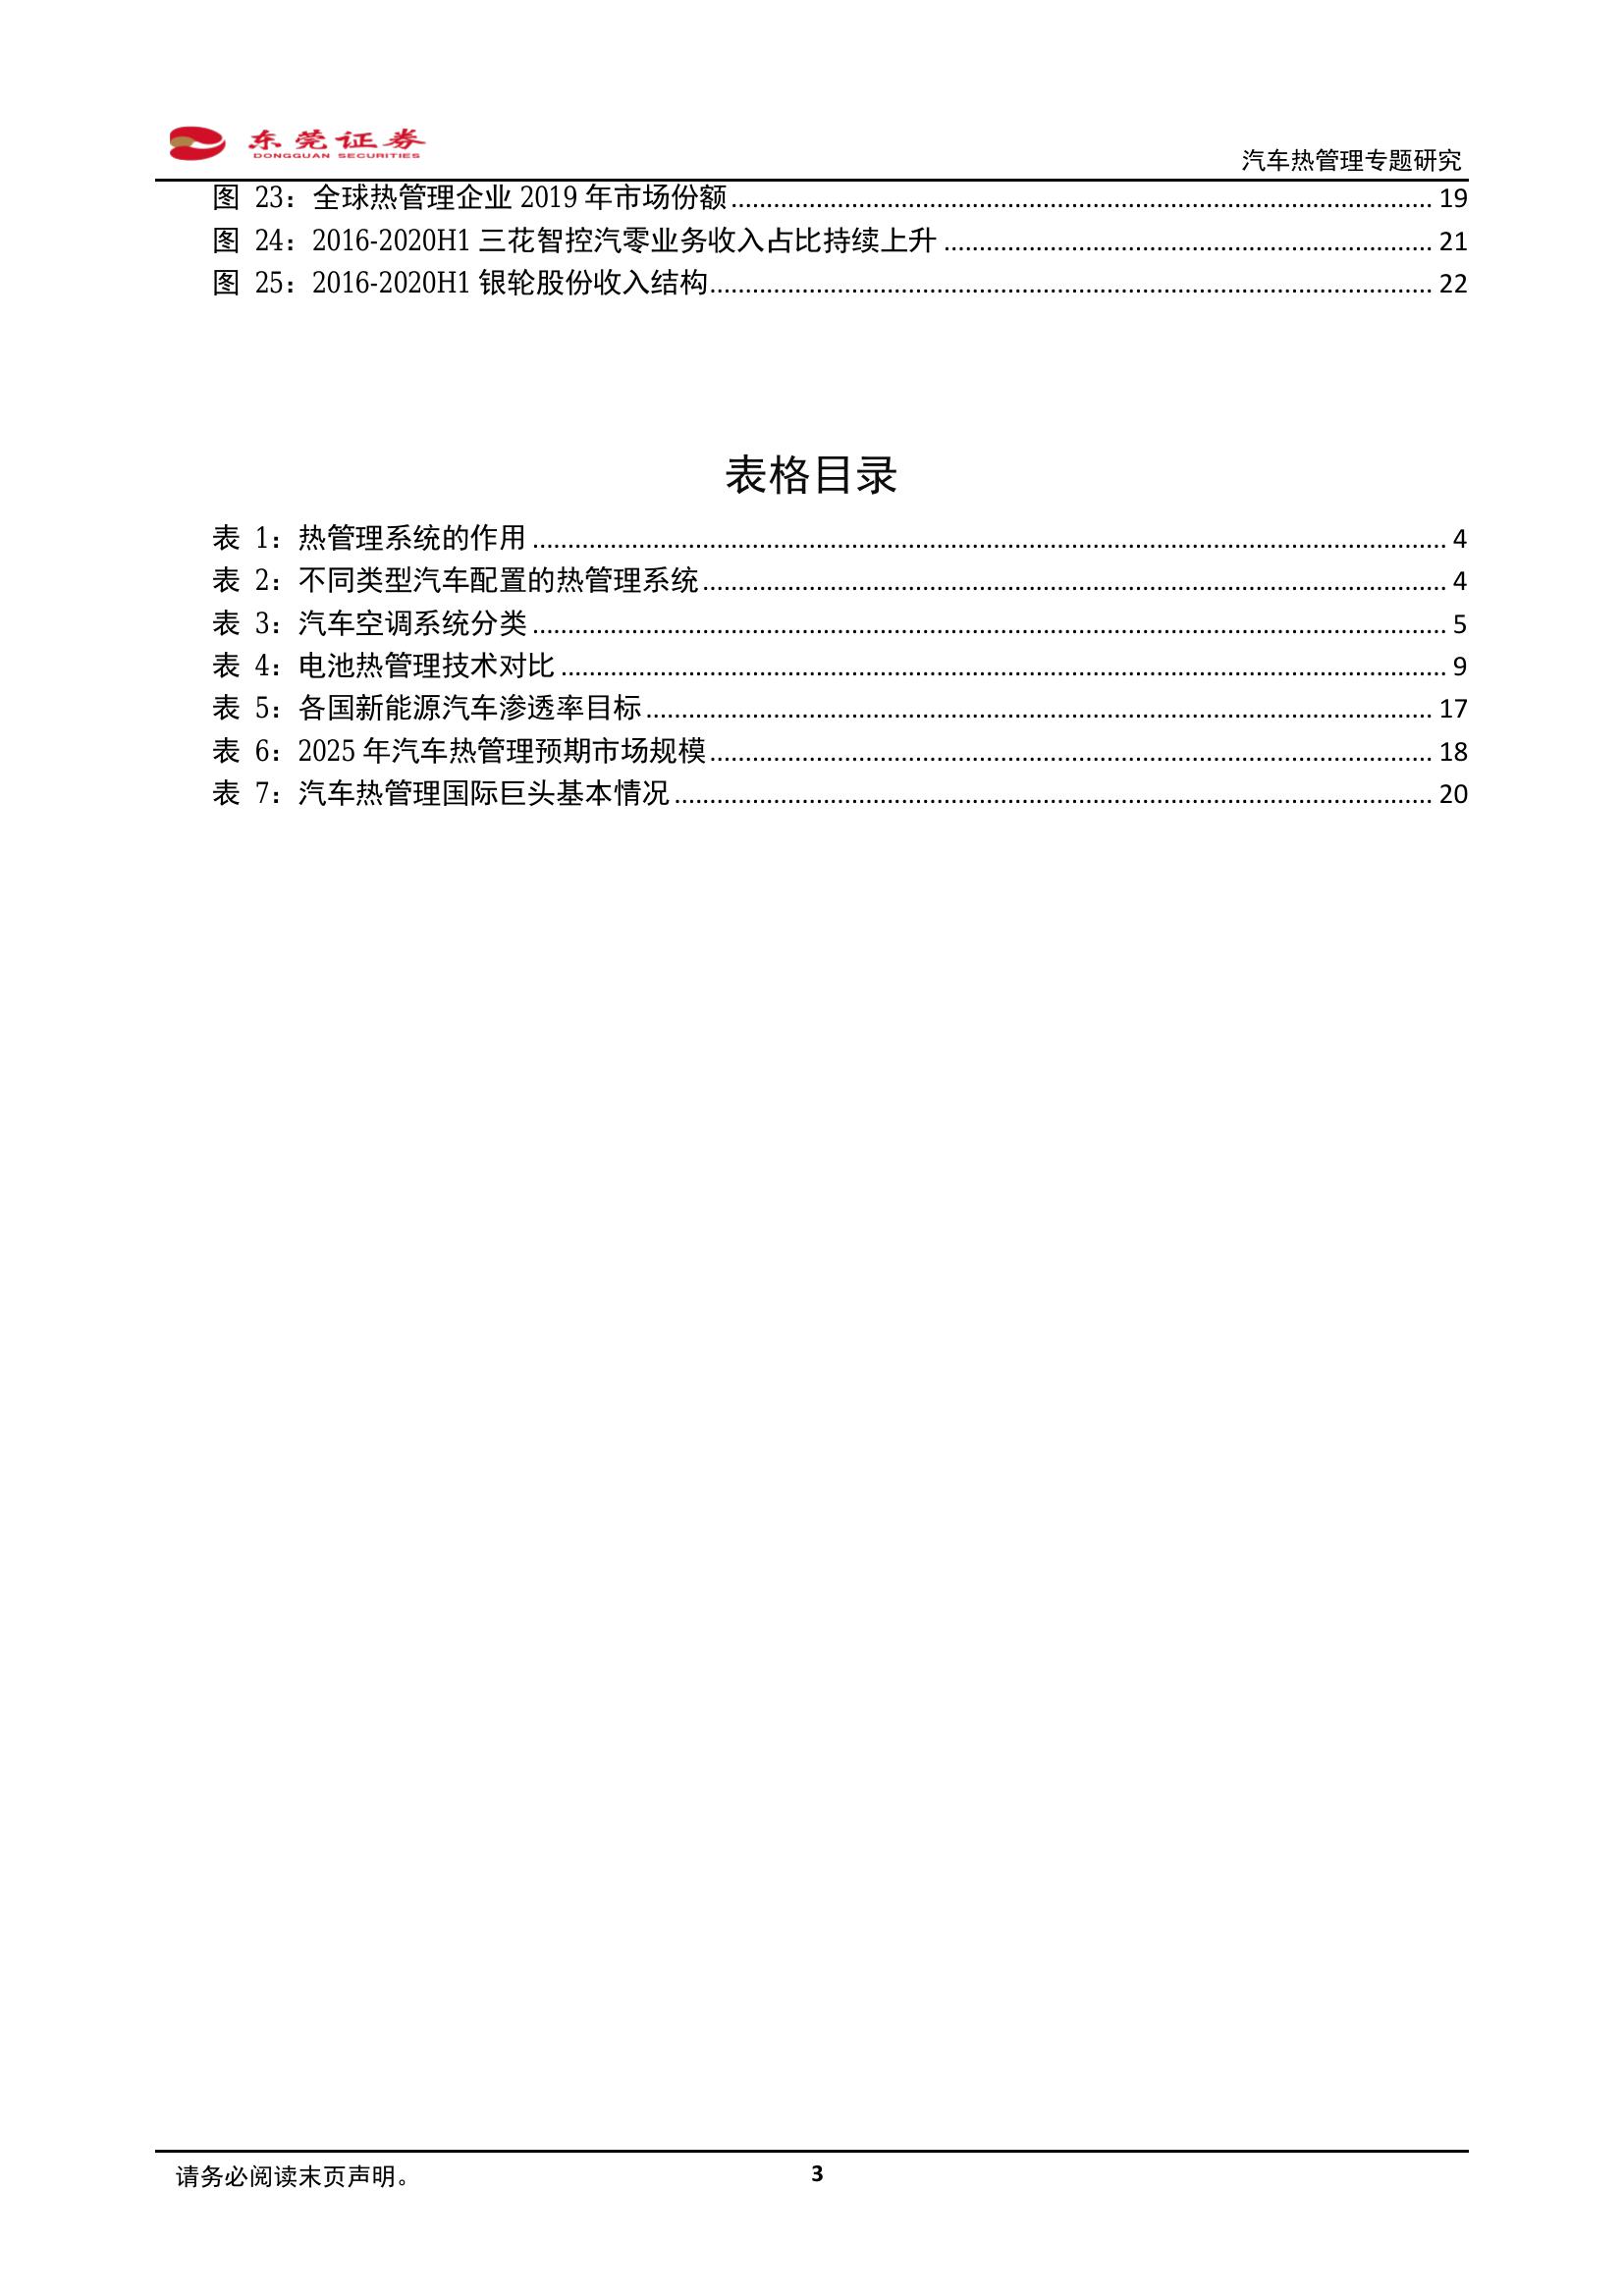 东莞证券
DONGGUAN SECURITIES
汽车热管理专题研究
图 23：全球热管理企业 2019 年市场份额 ........ 19
图 24：2016-2020H1 三花智控汽零业务收入占比持续上升 ........ 21
图 25：2016-2020H1 银轮股份收入结构 ........ 22
表格目录
表 1：热管理系统的作用 ........ 4
表 2：不同类型汽车配置的热管理系统 ........ 4
表 3：汽车空调系统分类 ........ 5
表 4：电池热管理技术对比 ........ 9
表 5：各国新能源汽车渗透率目标 ........ 17
表 6：2025 年汽车热管理预期市场规模 ........ 18
表 7：汽车热管理国际巨头基本情况 ........ 20
请务必阅读末页声明。
3